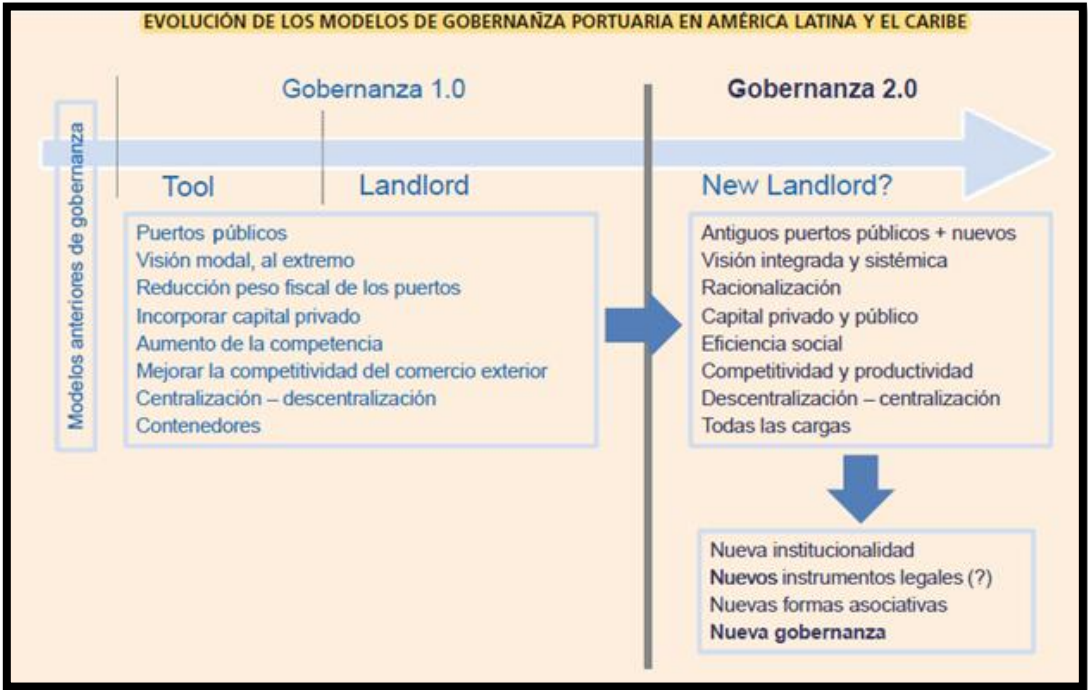 EVOLUCIÓN DE LOS MODELOS DE GOBERNAÑZA PORTUARIA EN AMÉRICA LATINA Y EL CARIBE
Gobernanza 1.0
Gobernanza 2.0
Modelos anteriores de gobernanza
Tool
Landlord
New Landlord?
Puertos públicos
Visión modal, al extremo
Reducción peso fiscal de los puertos
Incorporar capital privado
Aumento de la competencia
Mejorar la competitividad del comercio exterior
Centralización – descentralización
Contenedores
Antiguos puertos públicos + nuevos
Visión integrada y sistémica
Racionalización
Capital privado y público
Eficiencia social
Competitividad y productividad
Descentralización – centralización
Todas las cargas
Nueva institucionalidad
Nuevos instrumentos legales (?)
Nuevas formas asociativas
Nueva gobernanza